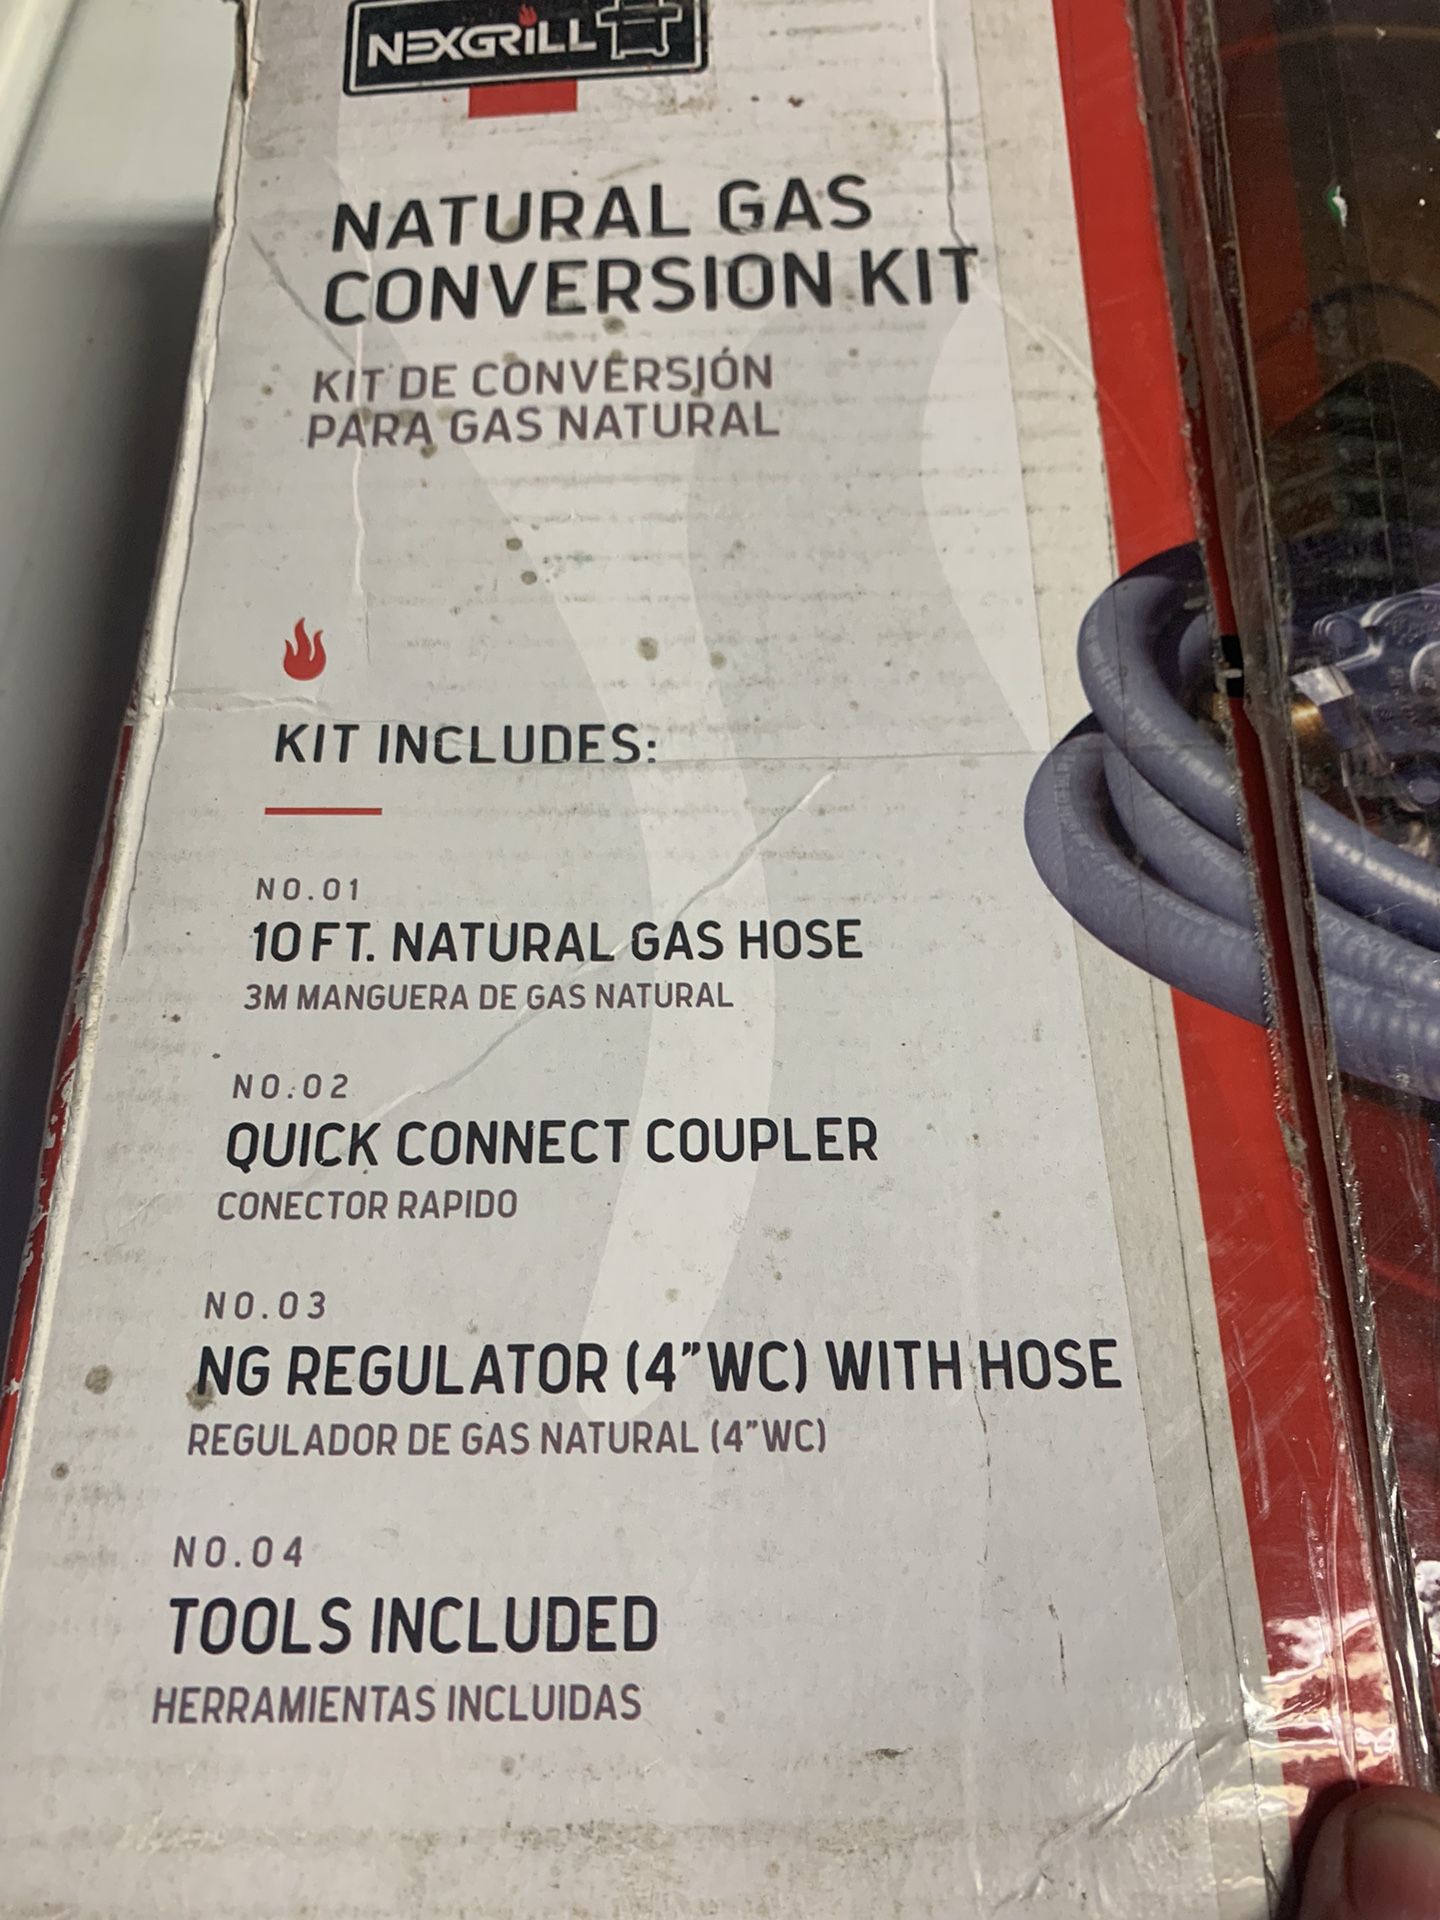 NEXGRILL
NATURAL GAS
CONVERSION KIT
KIT DE CONVERSIÓN
PARA GAS NATURAL
KIT INCLUDES:
NO.01
10 FT. NATURAL GAS HOSE
3M MANGUERA DE GAS NATURAL
NO.02
QUICK CONNECT COUPLER
CONECTOR RAPIDO
NO.03
NG REGULATOR (4"WC) WITH HOSE
REGULADOR DE GAS NATURAL (4"WC)
NO.04
TOOLS INCLUDED
HERRAMIENTAS INCLUIDAS